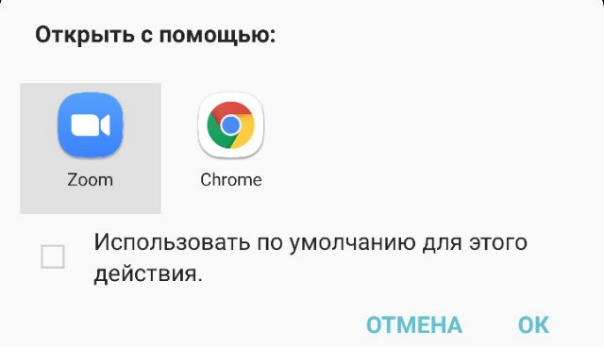 Открыть с помощью:
Zoom Chrome
Использовать по умолчанию для этого
действия.
ОТМЕНА ОК